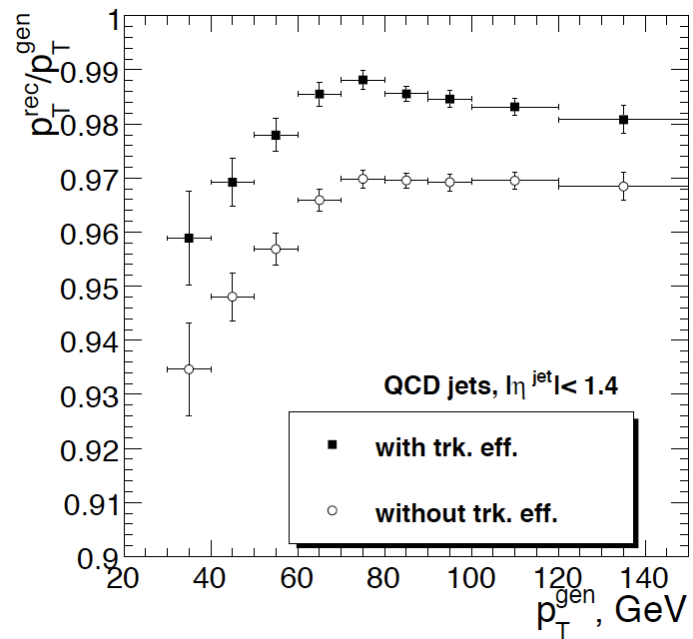 p_T^rec/p_T^gen
1
0.99
0.98
0.97
0.96
0.95
0.94
0.93
0.92
0.91
0.9
QCD jets, |η^jet|< 1.4
with trk. eff.
without trk. eff.
20 40 60 80 100 120 140
p_T^gen, GeV